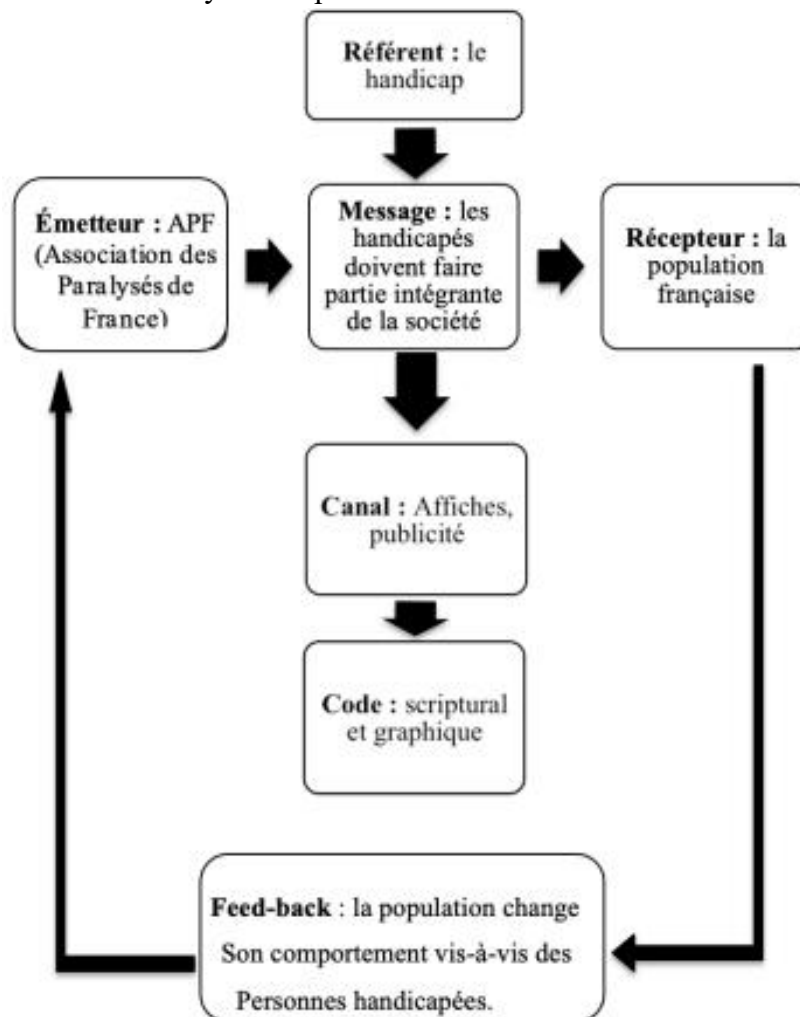 Référent : le
handicap
Émetteur : APF
(Association des
Paralysés de
France)
Message : les
handicapés
doivent faire
partie intégrante
de la société
Récepteur : la
population
française
Canal : Affiches,
publicité
Code : scriptural
et graphique
Feed-back : la population change
Son comportement vis-à-vis des
Personnes handicapées.